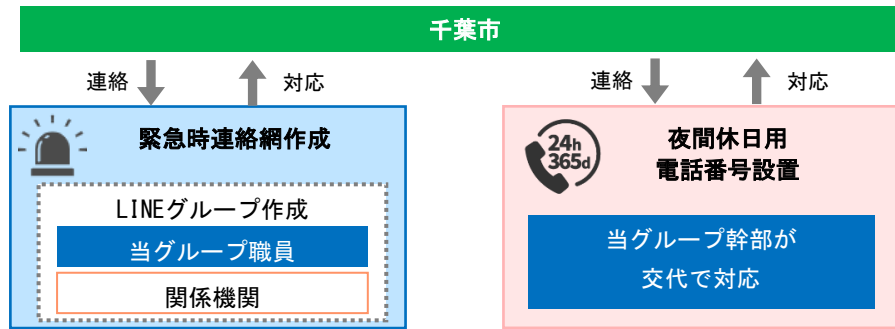 千葉市
連絡
対応
連絡
対応
緊急時連絡網作成
LINEグループ作成
当グループ職員
関係機関
24h
365d
夜間休日用
電話番号設置
当グループ幹部が
交代で対応